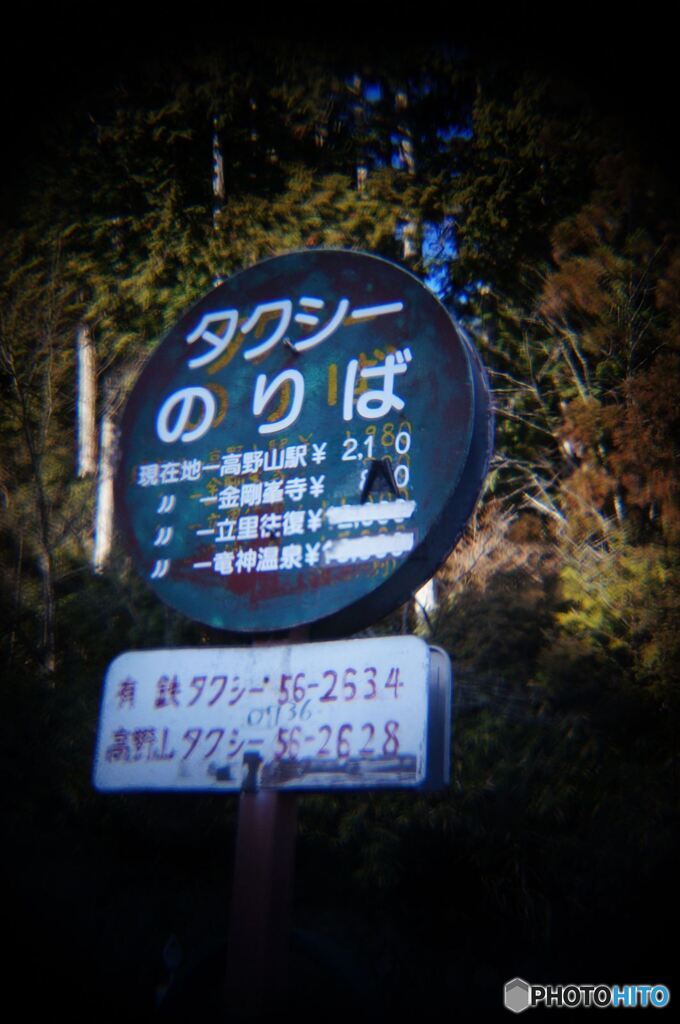 タクシー
のりば
現在地ー高野山駅¥ 2,1 0
〃 ー金剛峯寺¥
〃 ー立里往復¥
〃 ー竜神温泉¥
有鉄タクシー 56-2634
高野山タクシー 56-2628
PHOTOHITO